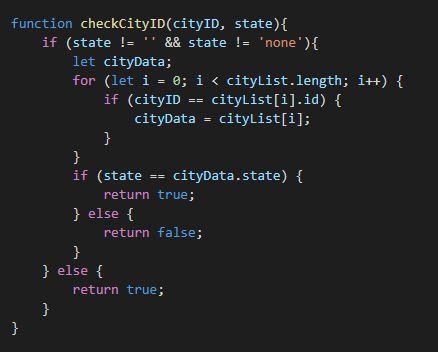 function checkCityID(cityID, state){
    if (state != '' && state != 'none'){
        let cityData;
        for (let i = 0; i < cityList.length; i++) {
            if (cityID == cityList[i].id) {
                cityData = cityList[i];
            }
        }
        if (state == cityData.state) {
            return true;
        } else {
            return false;
        }
    } else {
        return true;
    }
}